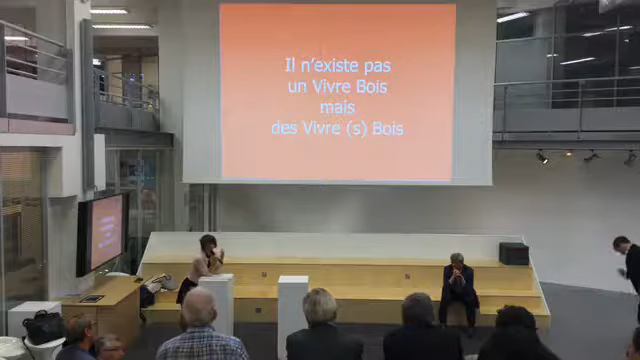 Il n'existe pas
un Vivre Bois
mais
des Vivre (s) Bois